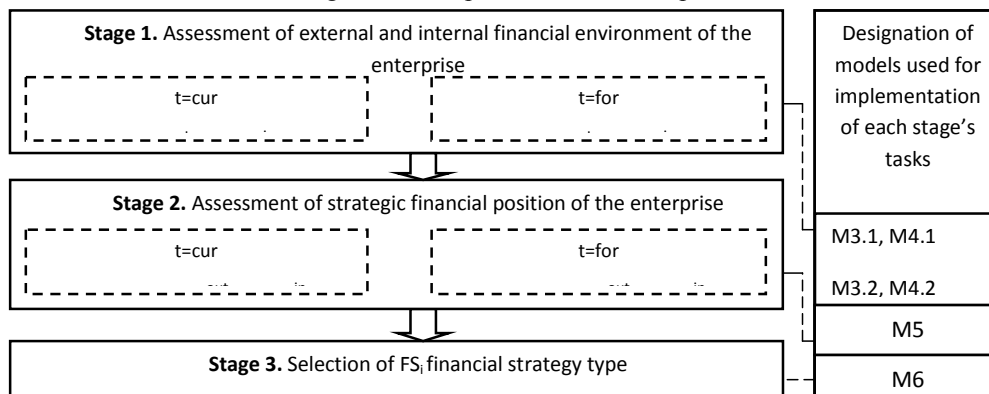 Stage 1. Assessment of external and internal financial environment of the
enterprise
t=cur
t=for
Stage 2. Assessment of strategic financial position of the enterprise
t=cur
t=for
Stage 3. Selection of FSi financial strategy type
Designation of
models used for
implementation
of each stage's
tasks
M3.1, M4.1
M3.2, M4.2
M5
M6